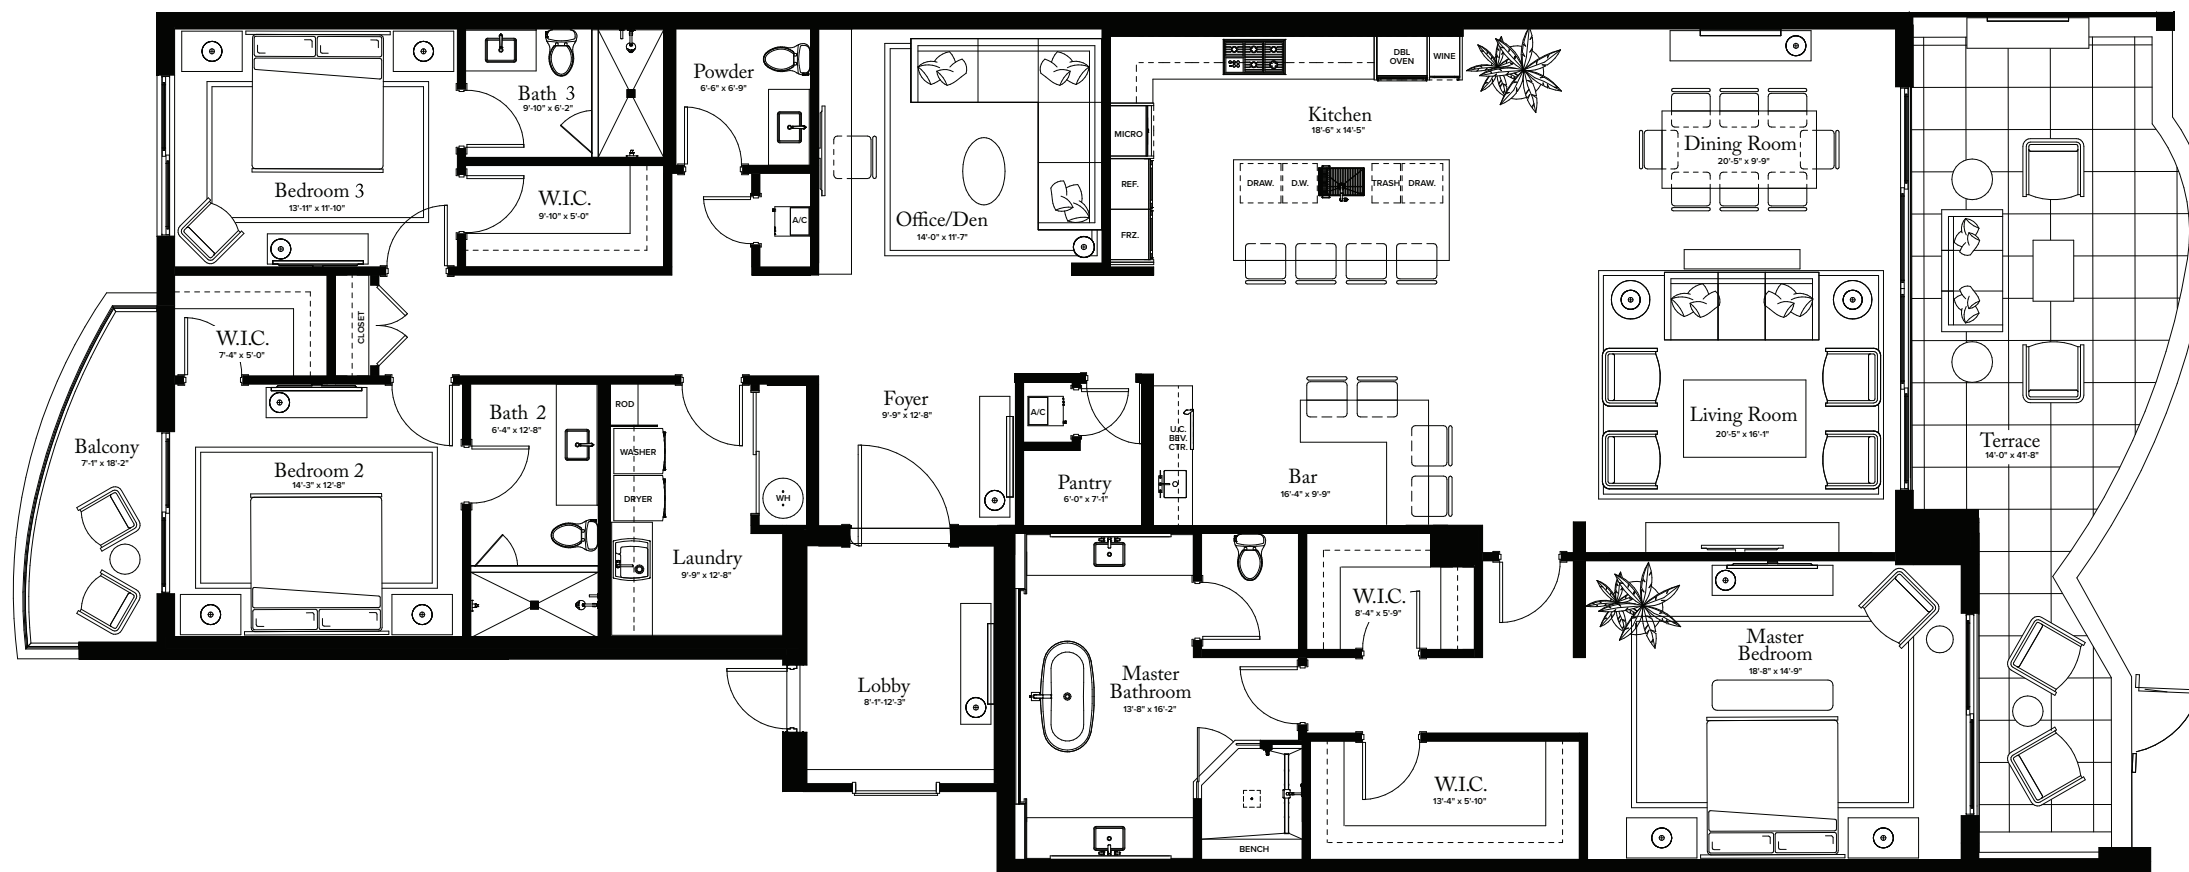 Bedroom 3
13'-11" x 11'-10"
Bath 3
9'-10" x 6'-2"
Powder
6'-6" x 6'-9"
W.I.C.
9'-10" x 5'-0"
A/C
Office/Den
14'-0" x 11'-7"
Kitchen
18'-6" x 14'-5"
DBL
OVEN
WINE
MICRO
REF.
FRZ.
DRAW.
D.W.
TRASH
DRAW.
Dining Room
20'-5" x 9'-9"
W.I.C.
7'-4" x 5'-0"
CLOSET
Balcony
7'-1" x 18'-2"
Bedroom 2
14'-3" x 12'-8"
Bath 2
6'-4" x 12'-8"
ROD
WASHER
DRYER
WH
Laundry
9'-9" x 12'-8"
Foyer
9'-9" x 12'-8"
A/C
Pantry
6'-0" x 7'-1"
U.C.
BEV.
CTR.
Bar
16'-4" x 9'-9"
Living Room
20'-5" x 16'-1"
Terrace
14'-0" x 41'-8"
Lobby
8'-1"-12'-3"
Master
Bathroom
13'-8" x 16'-2"
W.I.C.
8'-4" x 5'-9"
Master
Bedroom
18'-8" x 14'-9"
W.I.C.
13'-4" x 5'-10"
BENCH